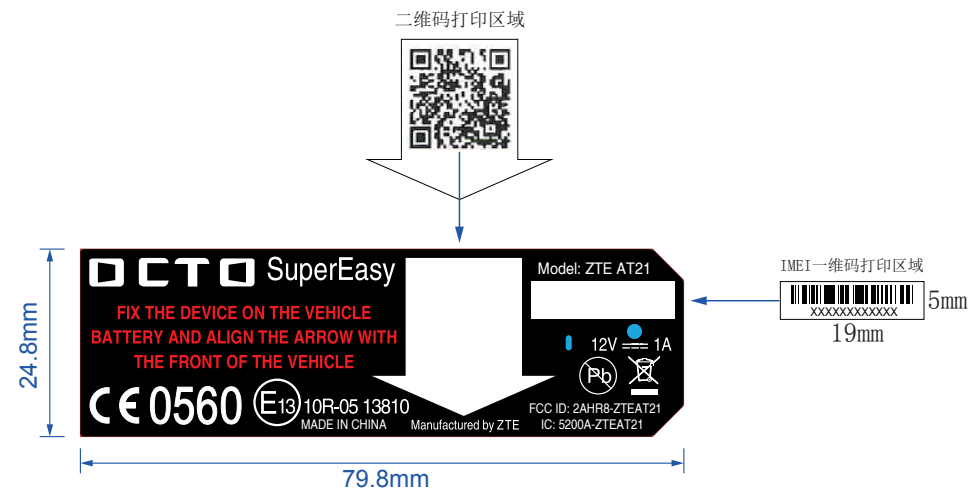 二维码打印区域
OCTO SuperEasy
FIX THE DEVICE ON THE VEHICLE
BATTERY AND ALIGN THE ARROW WITH
THE FRONT OF THE VEHICLE
CE 0560 E13 10R-05 13810
MADE IN CHINA
Manufactured by ZTE
Model: ZTE AT21
12V 1A
Pb
FCC ID: 2AHR8-ZTEAT21
IC: 5200A-ZTEAT21
IMEI一维码打印区域
XXXXXXXXXXXX
5mm
19mm
24.8mm
79.8mm